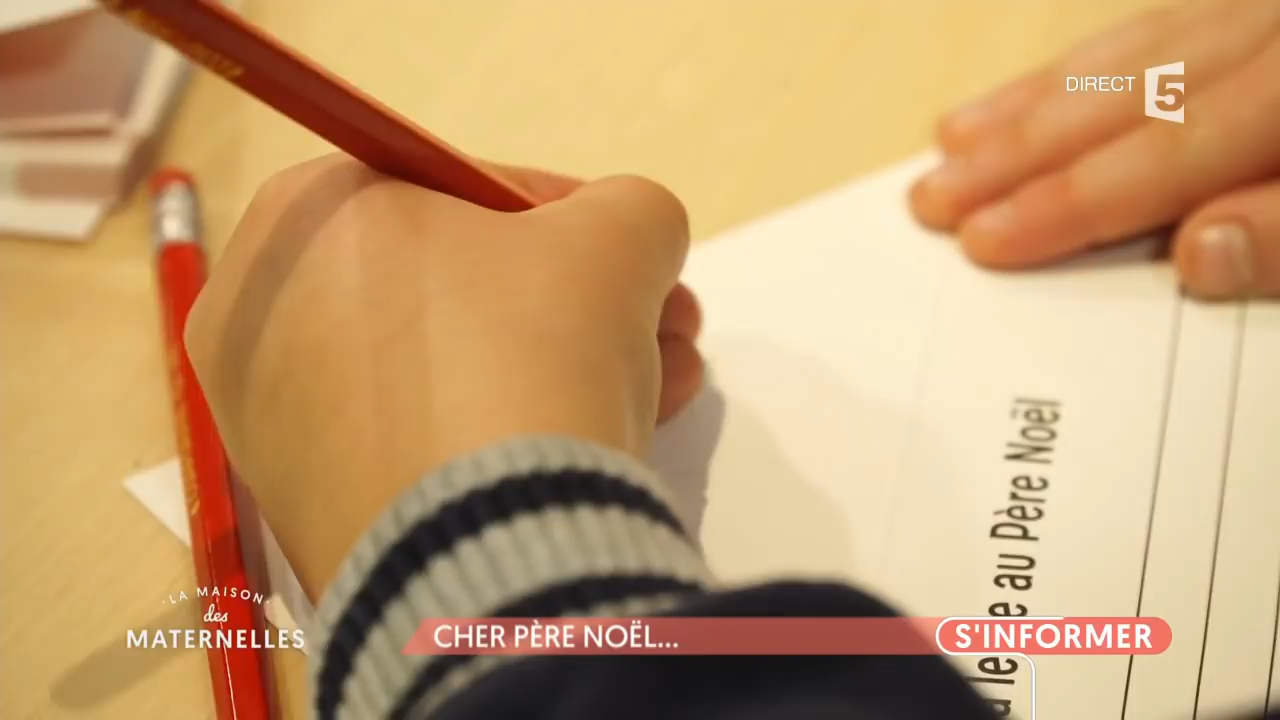 DIRECT 5
au Père Noël
· LA MAISON ·
des
MATERNELLES
CHER PÈRE NOËL...
S'INFORMER